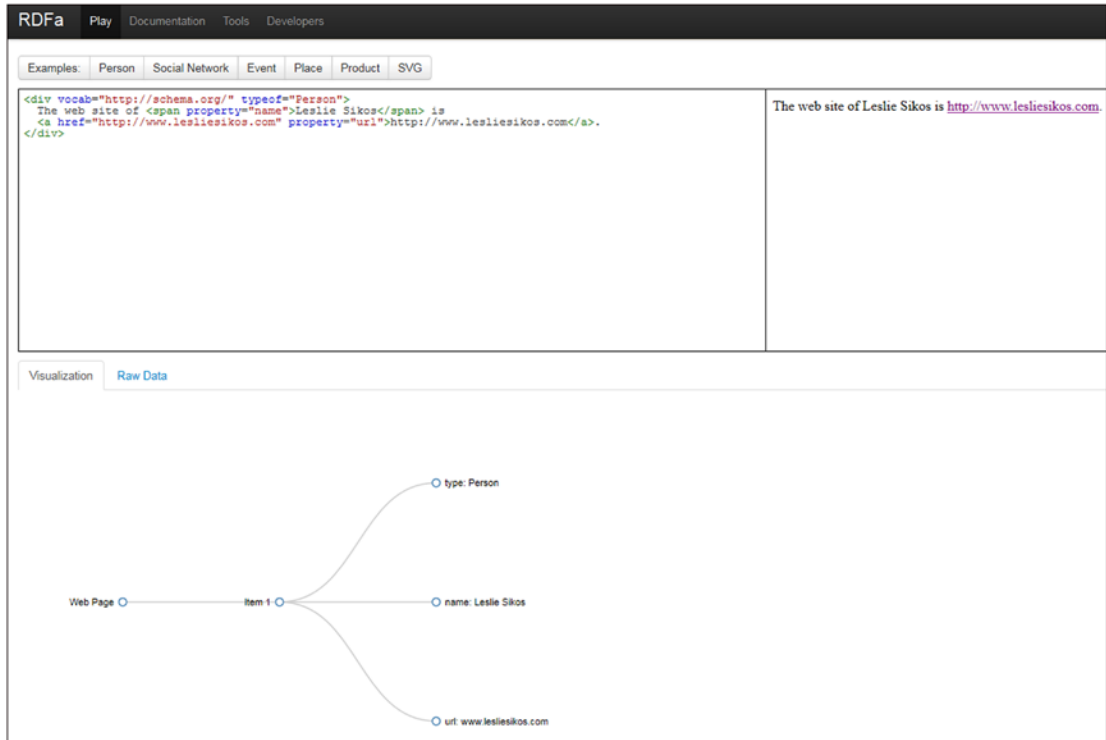 RDFa Play Documentation Tools Developers
Examples: Person Social Network Event Place Product SVG
<div vocab="http://schema.org/" typeof="Person">
The web site of <span property="name">Leslie Sikos</span> is
<a href="http://www.lesliesikos.com" property="url">http://www.lesliesikos.com</a>.
</div>
The web site of Leslie Sikos is http://www.lesliesikos.com.
Visualization Raw Data
type: Person
Web Page Item 1 name: Leslie Sikos
url: www.lesliesikos.com